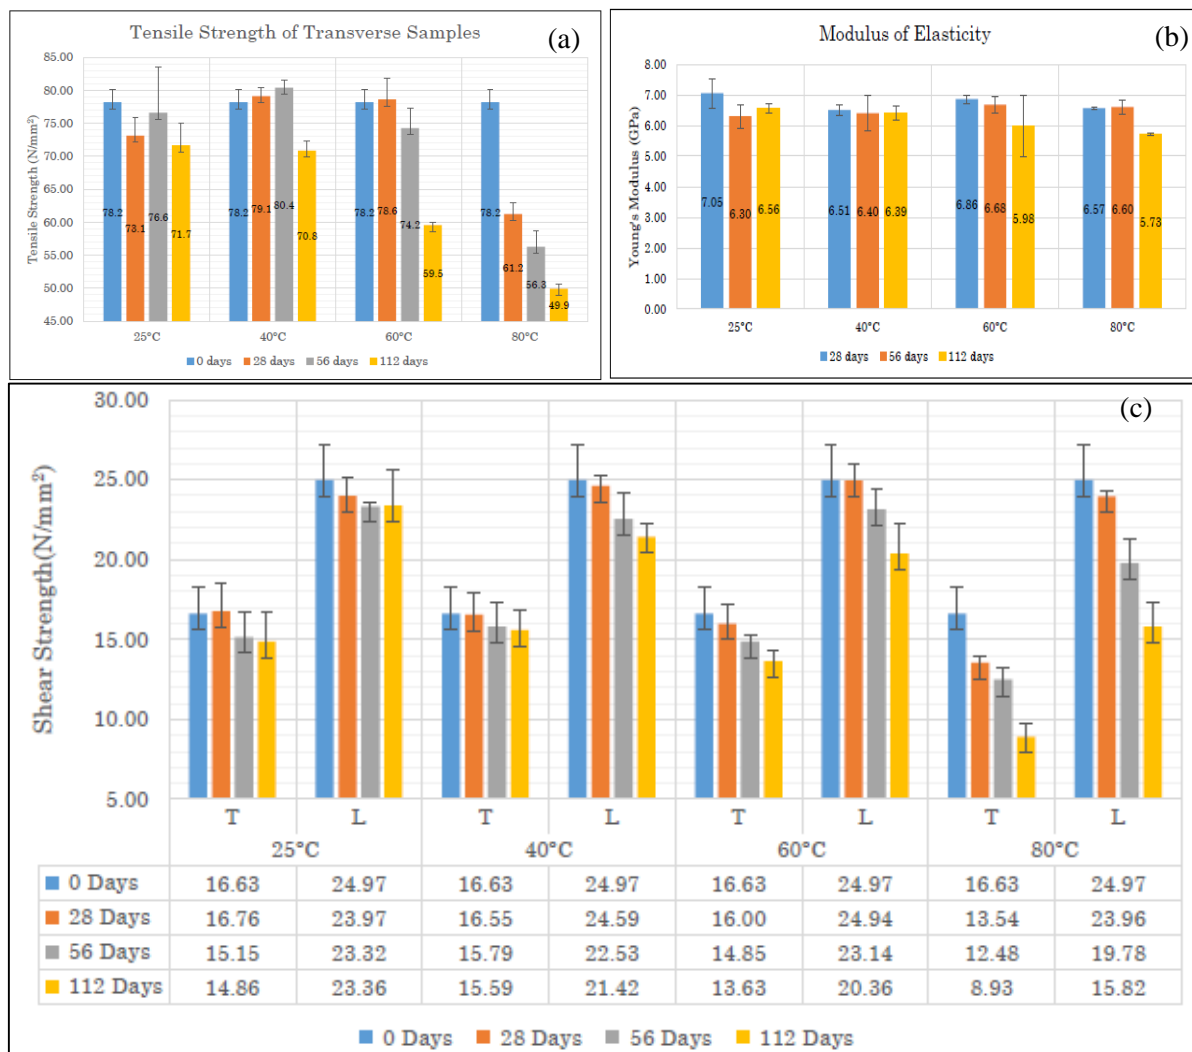 Tensile Strength of Transverse Samples
(a)
Tensile Strength (N/mm²)
85.00
80.00
75.00
70.00
65.00
60.00
55.00
50.00
45.00
78.2 73.1 76.6 71.7 78.2 79.1 80.4 70.8 78.2 78.6 74.2 59.5 78.2 61.2 56.3 49.9
25°C 40°C 60°C 80°C
0 days 28 days 56 days 112 days
Modulus of Elasticity
(b)
Young's Modulus (GPa)
8.00
7.00
6.00
5.00
4.00
3.00
2.00
1.00
0.00
7.05 6.30 6.56 6.51 6.40 6.39 6.86 6.68 5.98 6.57 6.60 5.73
25°C 40°C 60°C 80°C
28 days 56 days 112 days
(c)
Shear Strength(N/mm²)
30.00
25.00
20.00
15.00
10.00
5.00
T L T L T L T L
25°C 40°C 60°C 80°C
0 Days 16.63 24.97 16.63 24.97 16.63 24.97 16.63 24.97
28 Days 16.76 23.97 16.55 24.59 16.00 24.94 13.54 23.96
56 Days 15.15 23.32 15.79 22.53 14.85 23.14 12.48 19.78
112 Days 14.86 23.36 15.59 21.42 13.63 20.36 8.93 15.82
0 Days 28 Days 56 Days 112 Days